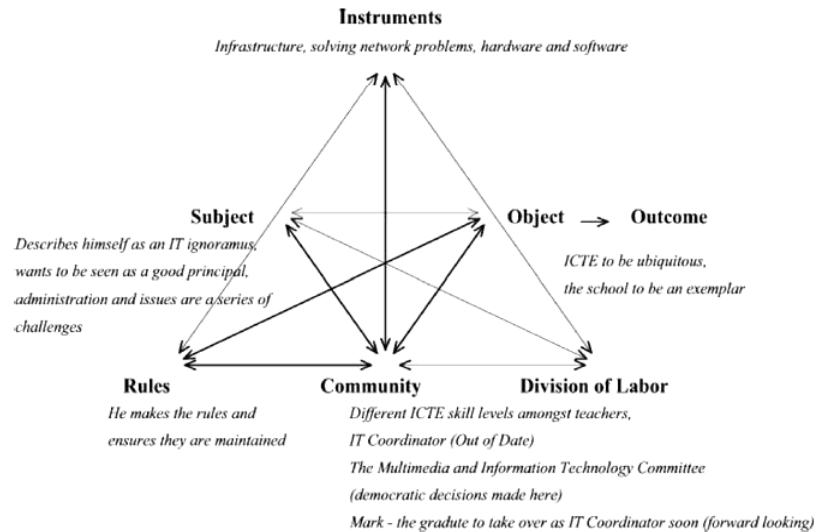 Instruments
Infrastructure, solving network problems, hardware and software
Subject
Describes himself as an IT ignoramus,
wants to be seen as a good principal,
administration and issues are a series of
challenges
Object → Outcome
ICTE to be ubiquitous,
the school to be an exemplar
Rules
He makes the rules and
ensures they are maintained
Community
Division of Labor
Different ICTE skill levels amongst teachers,
IT Coordinator (Out of Date)
The Multimedia and Information Technology Committee
(democratic decisions made here)
Mark - the gradute to take over as IT Coordinator soon (forward looking)